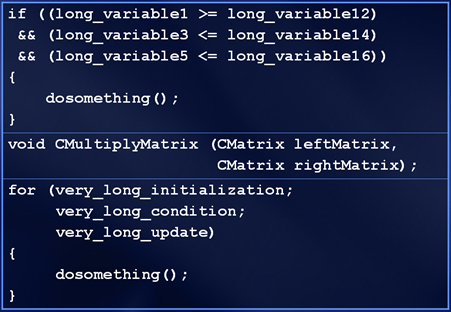 if ((long_variable1 >= long_variable12)
 && (long_variable3 <= long_variable14)
 && (long_variable5 <= long_variable16))
{
    dosomething();
}
void CMultiplyMatrix (CMatrix leftMatrix,
                      CMatrix rightMatrix);
for (very_long_initialization;
     very_long_condition;
     very_long_update)
{
     dosomething();
}